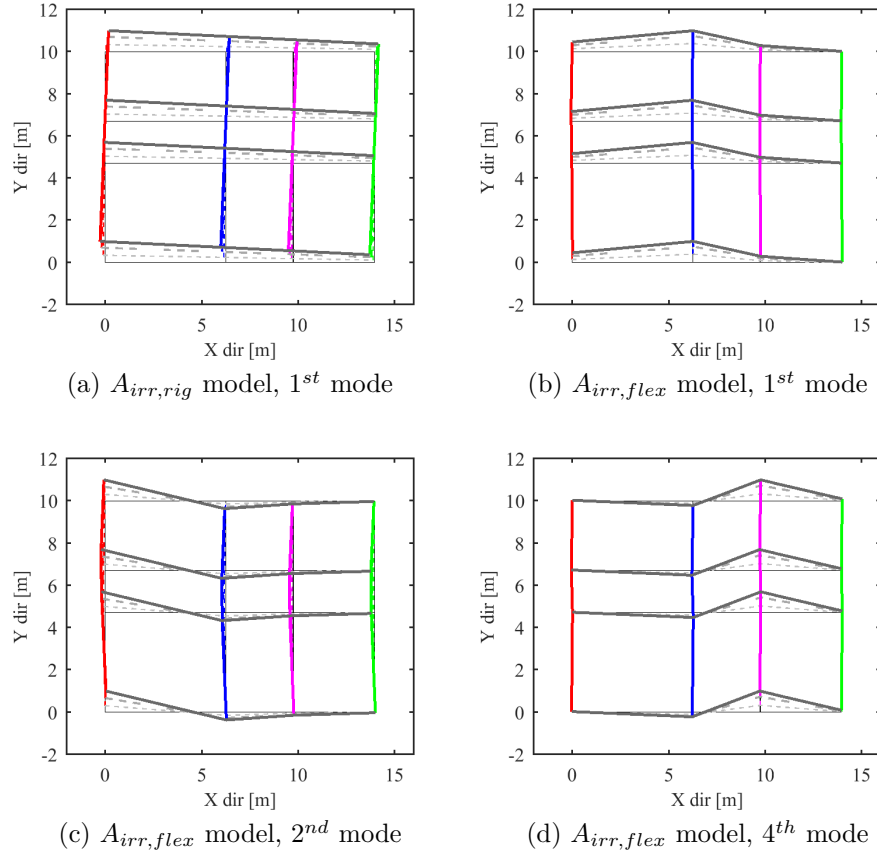 12
10
8
6
4
2
0
-2
Y dir [m]
0 5 10 15
X dir [m]
(a) A_{irr,rig} model, 1^{st} mode
12
10
8
6
4
2
0
-2
Y dir [m]
0 5 10 15
X dir [m]
(b) A_{irr,flex} model, 1^{st} mode
12
10
8
6
4
2
0
-2
Y dir [m]
0 5 10 15
X dir [m]
(c) A_{irr,flex} model, 2^{nd} mode
12
10
8
6
4
2
0
-2
Y dir [m]
0 5 10 15
X dir [m]
(d) A_{irr,flex} model, 4^{th} mode